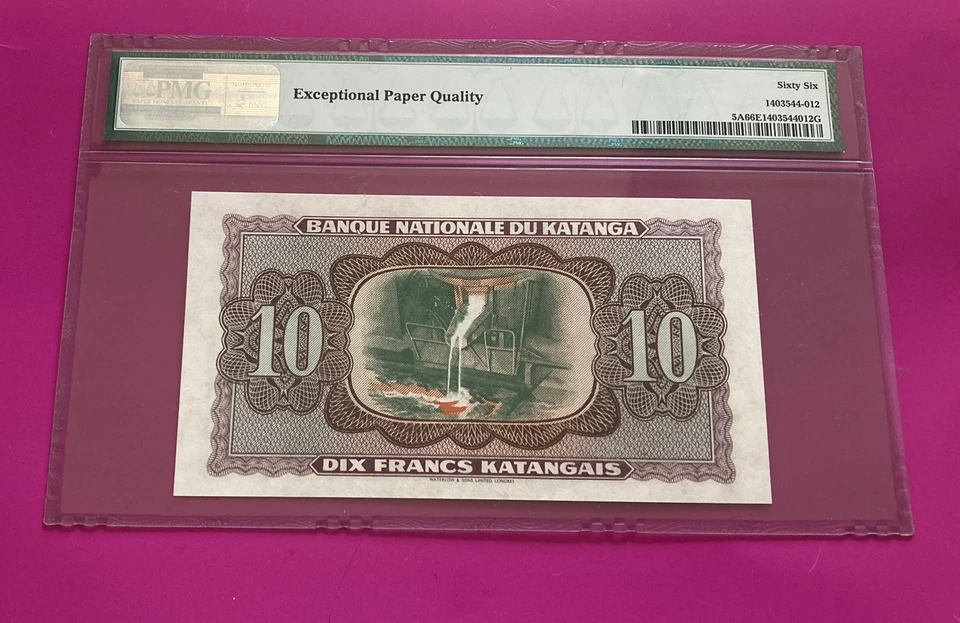 PMG
Exceptional Paper Quality
Sixty Six
1403544-012
5A66E1403544012G
BANQUE NATIONALE DU KATANGA
10
10
DIX FRANCS KATANGAIS
WATERLOW & SONS LIMITED, LONDRES